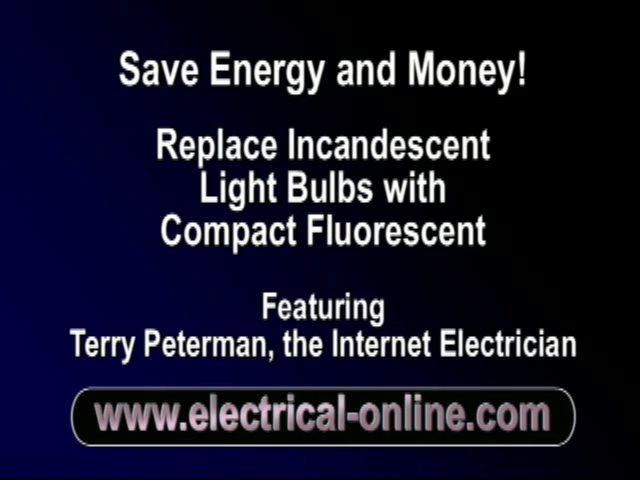 Save Energy and Money!
Replace Incandescent
Light Bulbs with
Compact Fluorescent
Featuring
Terry Peterman, the Internet Electrician
www.electrical-online.com